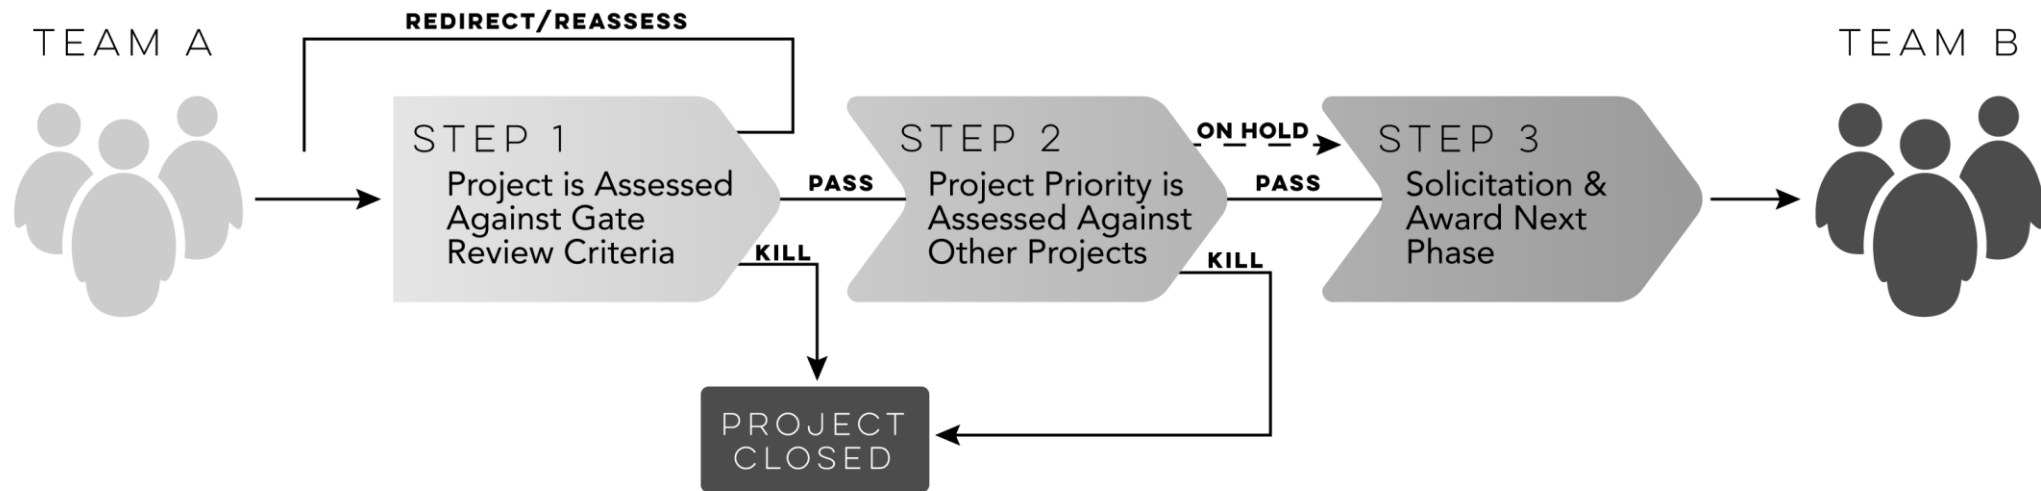 REDIRECT/REASSESS
TEAM A
TEAM B
STEP 1
Project is Assessed
Against Gate
Review Criteria
PASS
KILL
STEP 2
Project Priority is
Assessed Against
Other Projects
ON HOLD
PASS
KILL
STEP 3
Solicitation &
Award Next
Phase
PROJECT
CLOSED